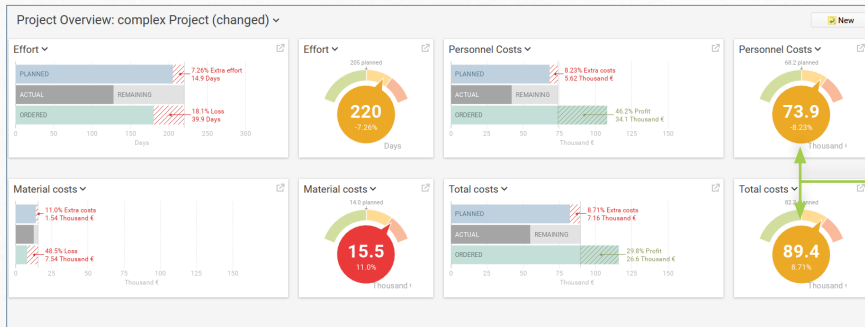 Project Overview: complex Project (changed)
New
Effort
PLANNED
7.26% Extra effort
14.9 Days
ACTUAL
REMAINING
ORDERED
18.1% Loss
39.9 Days
0 50 100 150 200 250 300
Days
Effort
205 planned
220
-7.26%
Days
Personnel Costs
PLANNED
8.23% Extra costs
5.62 Thousand €
ACTUAL
REMAINING
ORDERED
46.2% Profit
34.1 Thousand €
0 25 50 75 100 125 150
Thousand €
Personnel Costs
68.2 planned
73.9
-8.23%
Thousand
Material costs
11.0% Extra costs
1.54 Thousand €
48.5% Loss
7.54 Thousand €
0 25 50 75 100 125 150
Thousand €
Material costs
14.0 planned
15.5
11.0%
Thousand
Total costs
PLANNED
8.71% Extra costs
7.16 Thousand €
ACTUAL
REMAINING
ORDERED
29.8% Profit
26.6 Thousand €
0 25 50 75 100 125 150
Thousand €
Total costs
planned
89.4
8.71%
Thousand